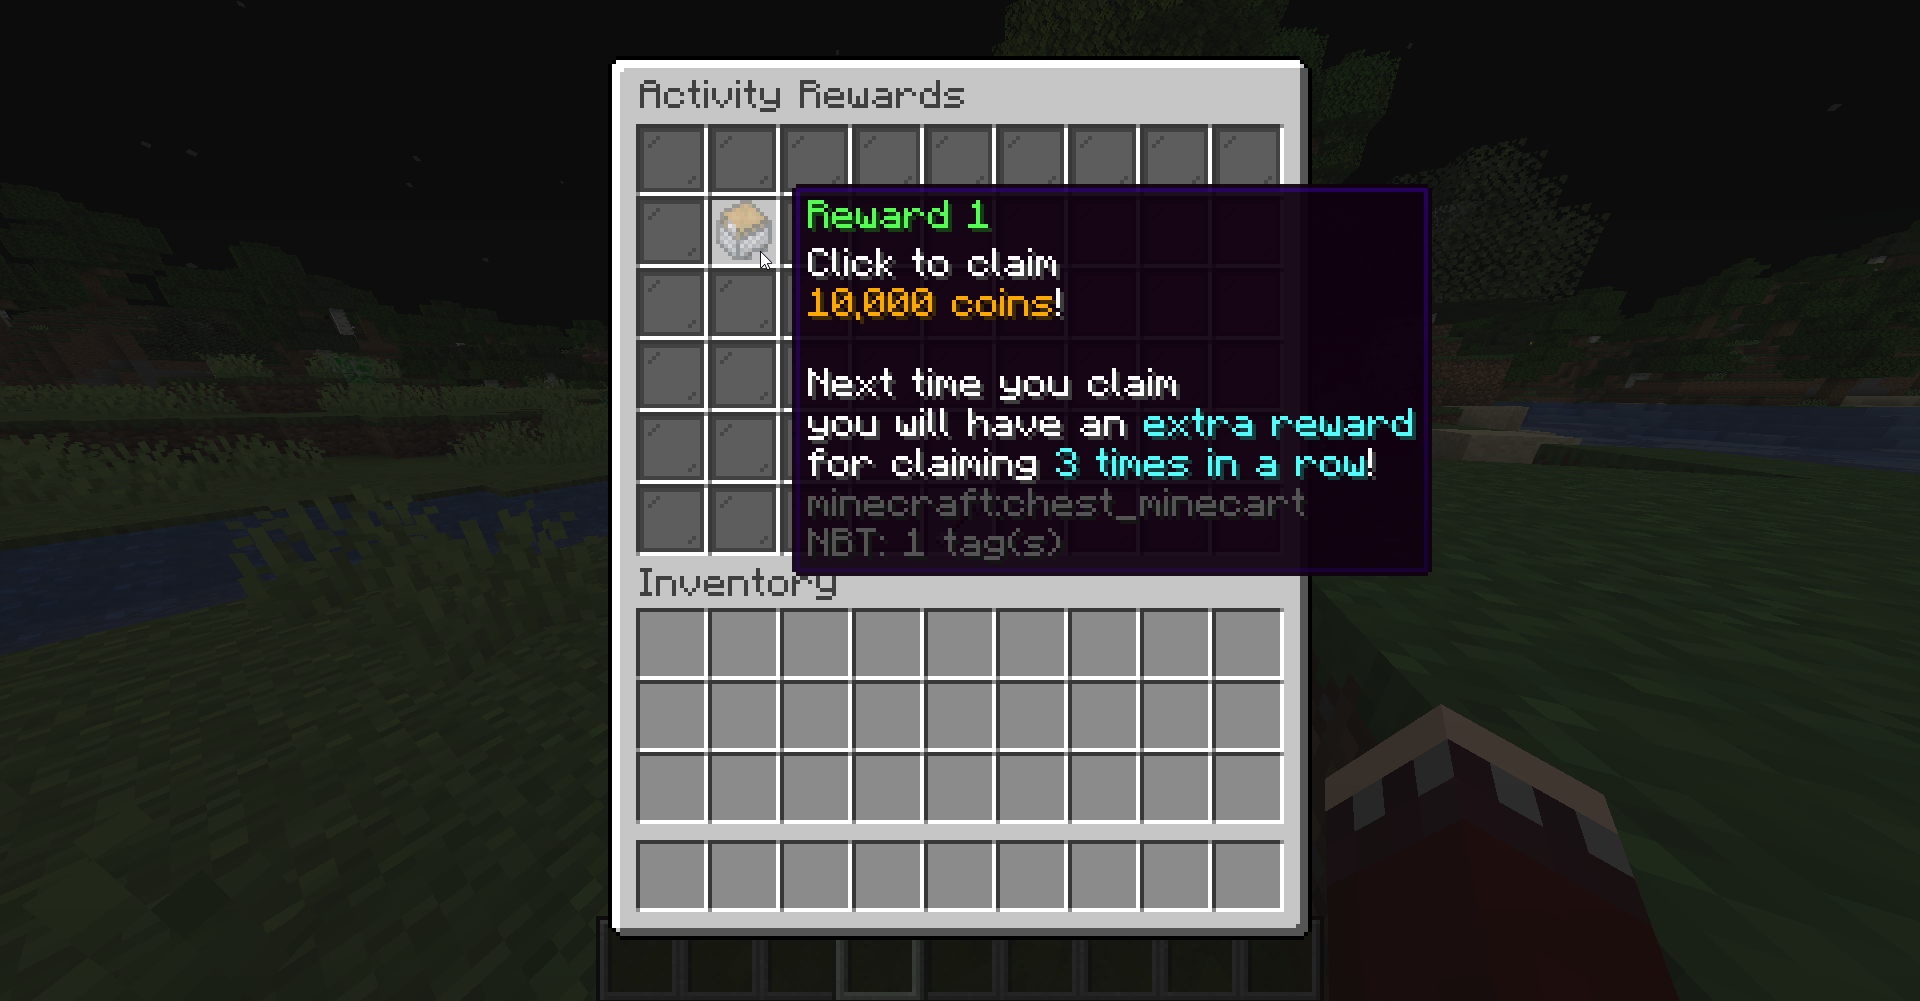 Activity Rewards
Reward 1
Click to claim
10,000 coins!
Next time you claim
you will have an extra reward
for claiming 3 times in a row!
minecraft:chest_minecart
NBT: 1 tag(s)
Inventory